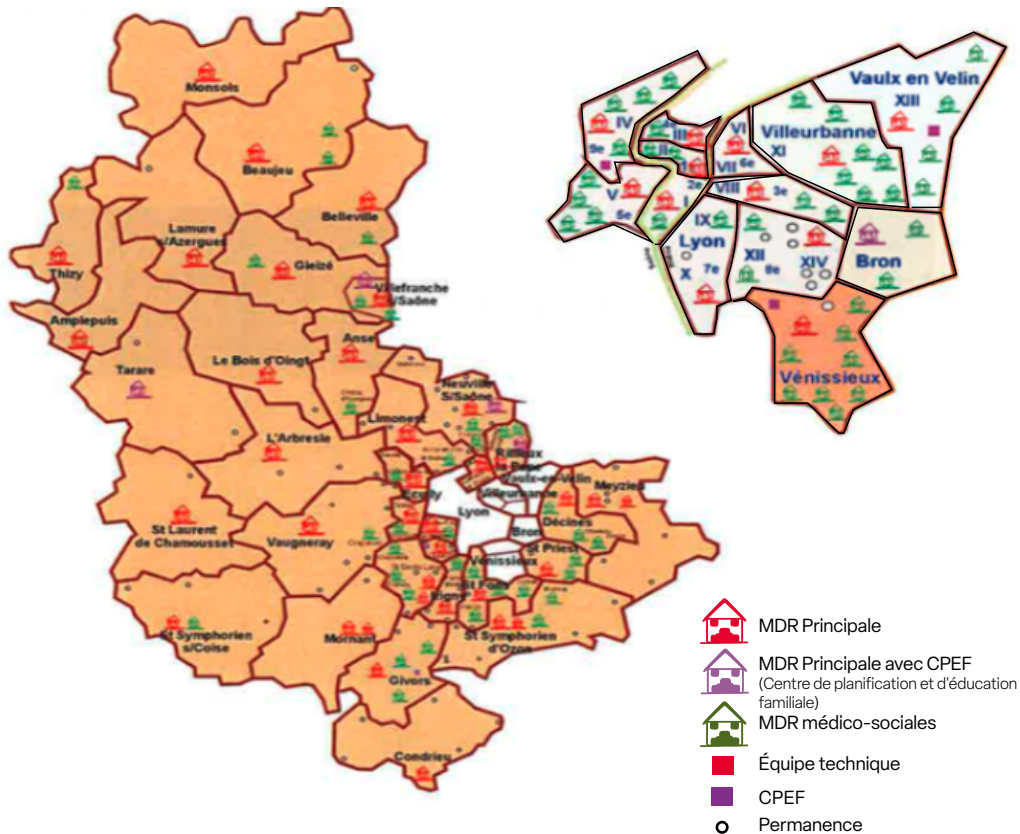 Monsols
Beaujeu
Belleville
Lamure
s/Azergues
Gleizé
Thizy
Villefranche
s/Saône
Amplepuis
Anse
Tarare
Le Bois d'Oingt
Neuville
S/Saône
Limonest
L'Arbresle
Rillieux
la Pape
Vaulx-en-Velin
Ecully
Villeurbanne
Meyzieu
Lyon
St Laurent
de Chamousset
Vaugneray
Décines
Bron
St Priest
Vénissieux
St Symphorien
s/Coise
Mornant
St Symphorien
d'Ozon
Givors
Condrieu
Vaulx en Velin
XIII
IV
III
VI
Villeurbanne
XI
9e
II
VII 6e
V
2e
I
VIII
3e
5e
IX
Lyon
XII
XIV
Bron
X
7e
8e
Vénissieux
MDR Principale
MDR Principale avec CPEF
(Centre de planification et d'éducation
familiale)
MDR médico-sociales
Équipe technique
CPEF
Permanence